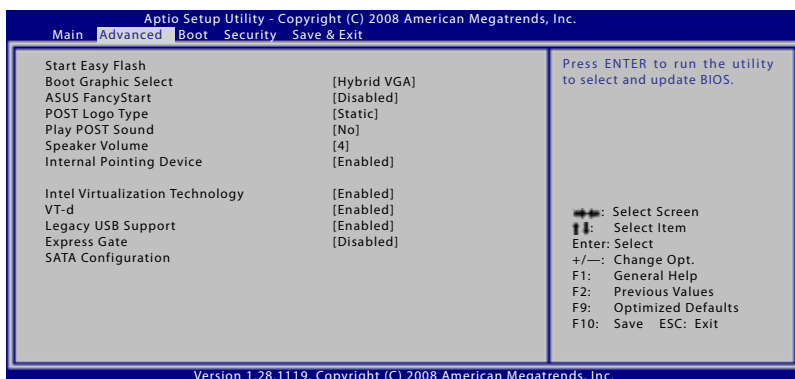 Aptio Setup Utility - Copyright (C) 2008 American Megatrends, Inc.
Main Advanced Boot Security Save & Exit
Start Easy Flash
Boot Graphic Select [Hybrid VGA]
ASUS FancyStart [Disabled]
POST Logo Type [Static]
Play POST Sound [No]
Speaker Volume [4]
Internal Pointing Device [Enabled]
Intel Virtualization Technology [Enabled]
VT-d [Enabled]
Legacy USB Support [Enabled]
Express Gate [Disabled]
SATA Configuration
Press ENTER to run the utility
to select and update BIOS.
→←: Select Screen
↑↓: Select Item
Enter: Select
+/—: Change Opt.
F1: General Help
F2: Previous Values
F9: Optimized Defaults
F10: Save ESC: Exit
Version 1.28.1119. Copyright (C) 2008 American Megatrends, Inc.